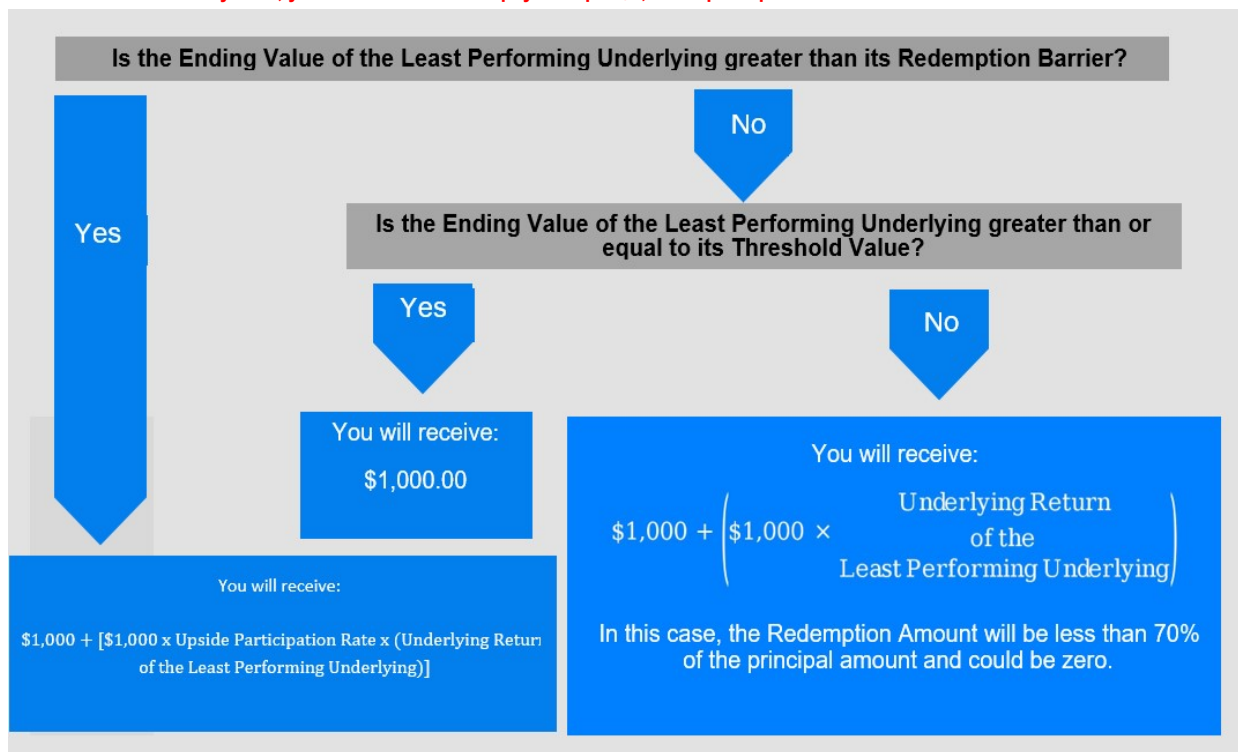 Is the Ending Value of the Least Performing Underlying greater than its Redemption Barrier?
No
Yes
Is the Ending Value of the Least Performing Underlying greater than or
equal to its Threshold Value?
Yes
No
You will receive:
$1,000.00
You will receive:
$1,000 + ($1,000 × Underlying Return
of the
Least Performing Underlying)
In this case, the Redemption Amount will be less than 70%
of the principal amount and could be zero.
You will receive:
$1,000 + [$1,000 x Upside Participation Rate x (Underlying Return
of the Least Performing Underlying)]